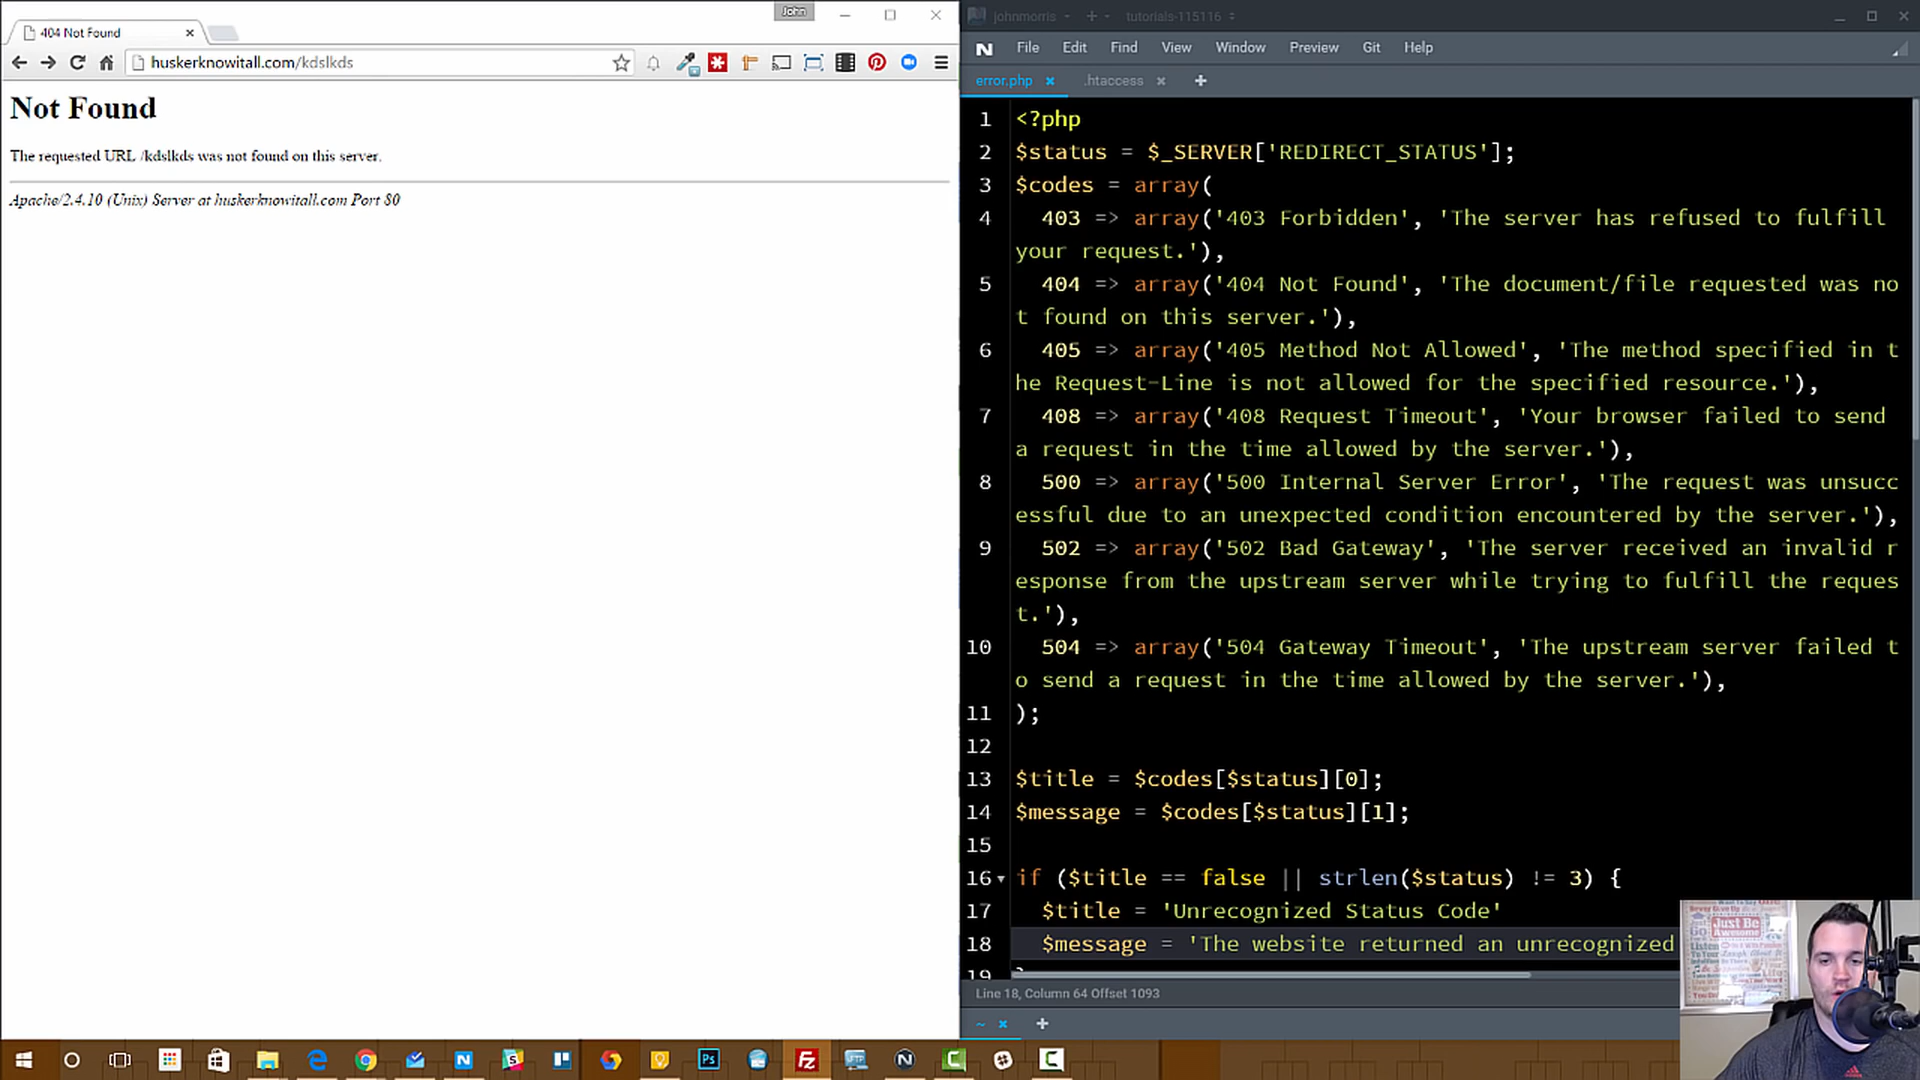 John
404 Not Found
huskerknowitall.com/kdslkds
Not Found
The requested URL /kdslkds was not found on this server.
Apache/2.4.10 (Unix) Server at huskerknowitall.com Port 80
johnmorris
tutorials-115116
File Edit Find View Window Preview Git Help
error.php
.htaccess
1 <?php
2 $status = $_SERVER['REDIRECT_STATUS'];
3 $codes = array(
4 403 => array('403 Forbidden', 'The server has refused to fulfill
your request.'),
5 404 => array('404 Not Found', 'The document/file requested was no
t found on this server.'),
6 405 => array('405 Method Not Allowed', 'The method specified in t
he Request-Line is not allowed for the specified resource.'),
7 408 => array('408 Request Timeout', 'Your browser failed to send
a request in the time allowed by the server.'),
8 500 => array('500 Internal Server Error', 'The request was unsucc
essful due to an unexpected condition encountered by the server.'),
9 502 => array('502 Bad Gateway', 'The server received an invalid r
esponse from the upstream server while trying to fulfill the reques
t.'),
10 504 => array('504 Gateway Timeout', 'The upstream server failed t
o send a request in the time allowed by the server.'),
11 );
12
13 $title = $codes[$status][0];
14 $message = $codes[$status][1];
15
16 if ($title == false || strlen($status) != 3) {
17 $title = 'Unrecognized Status Code'
18 $message = 'The website returned an unrecognized
19
Line 18, Column 64 Offset 1093
~
Just Be
Awesome